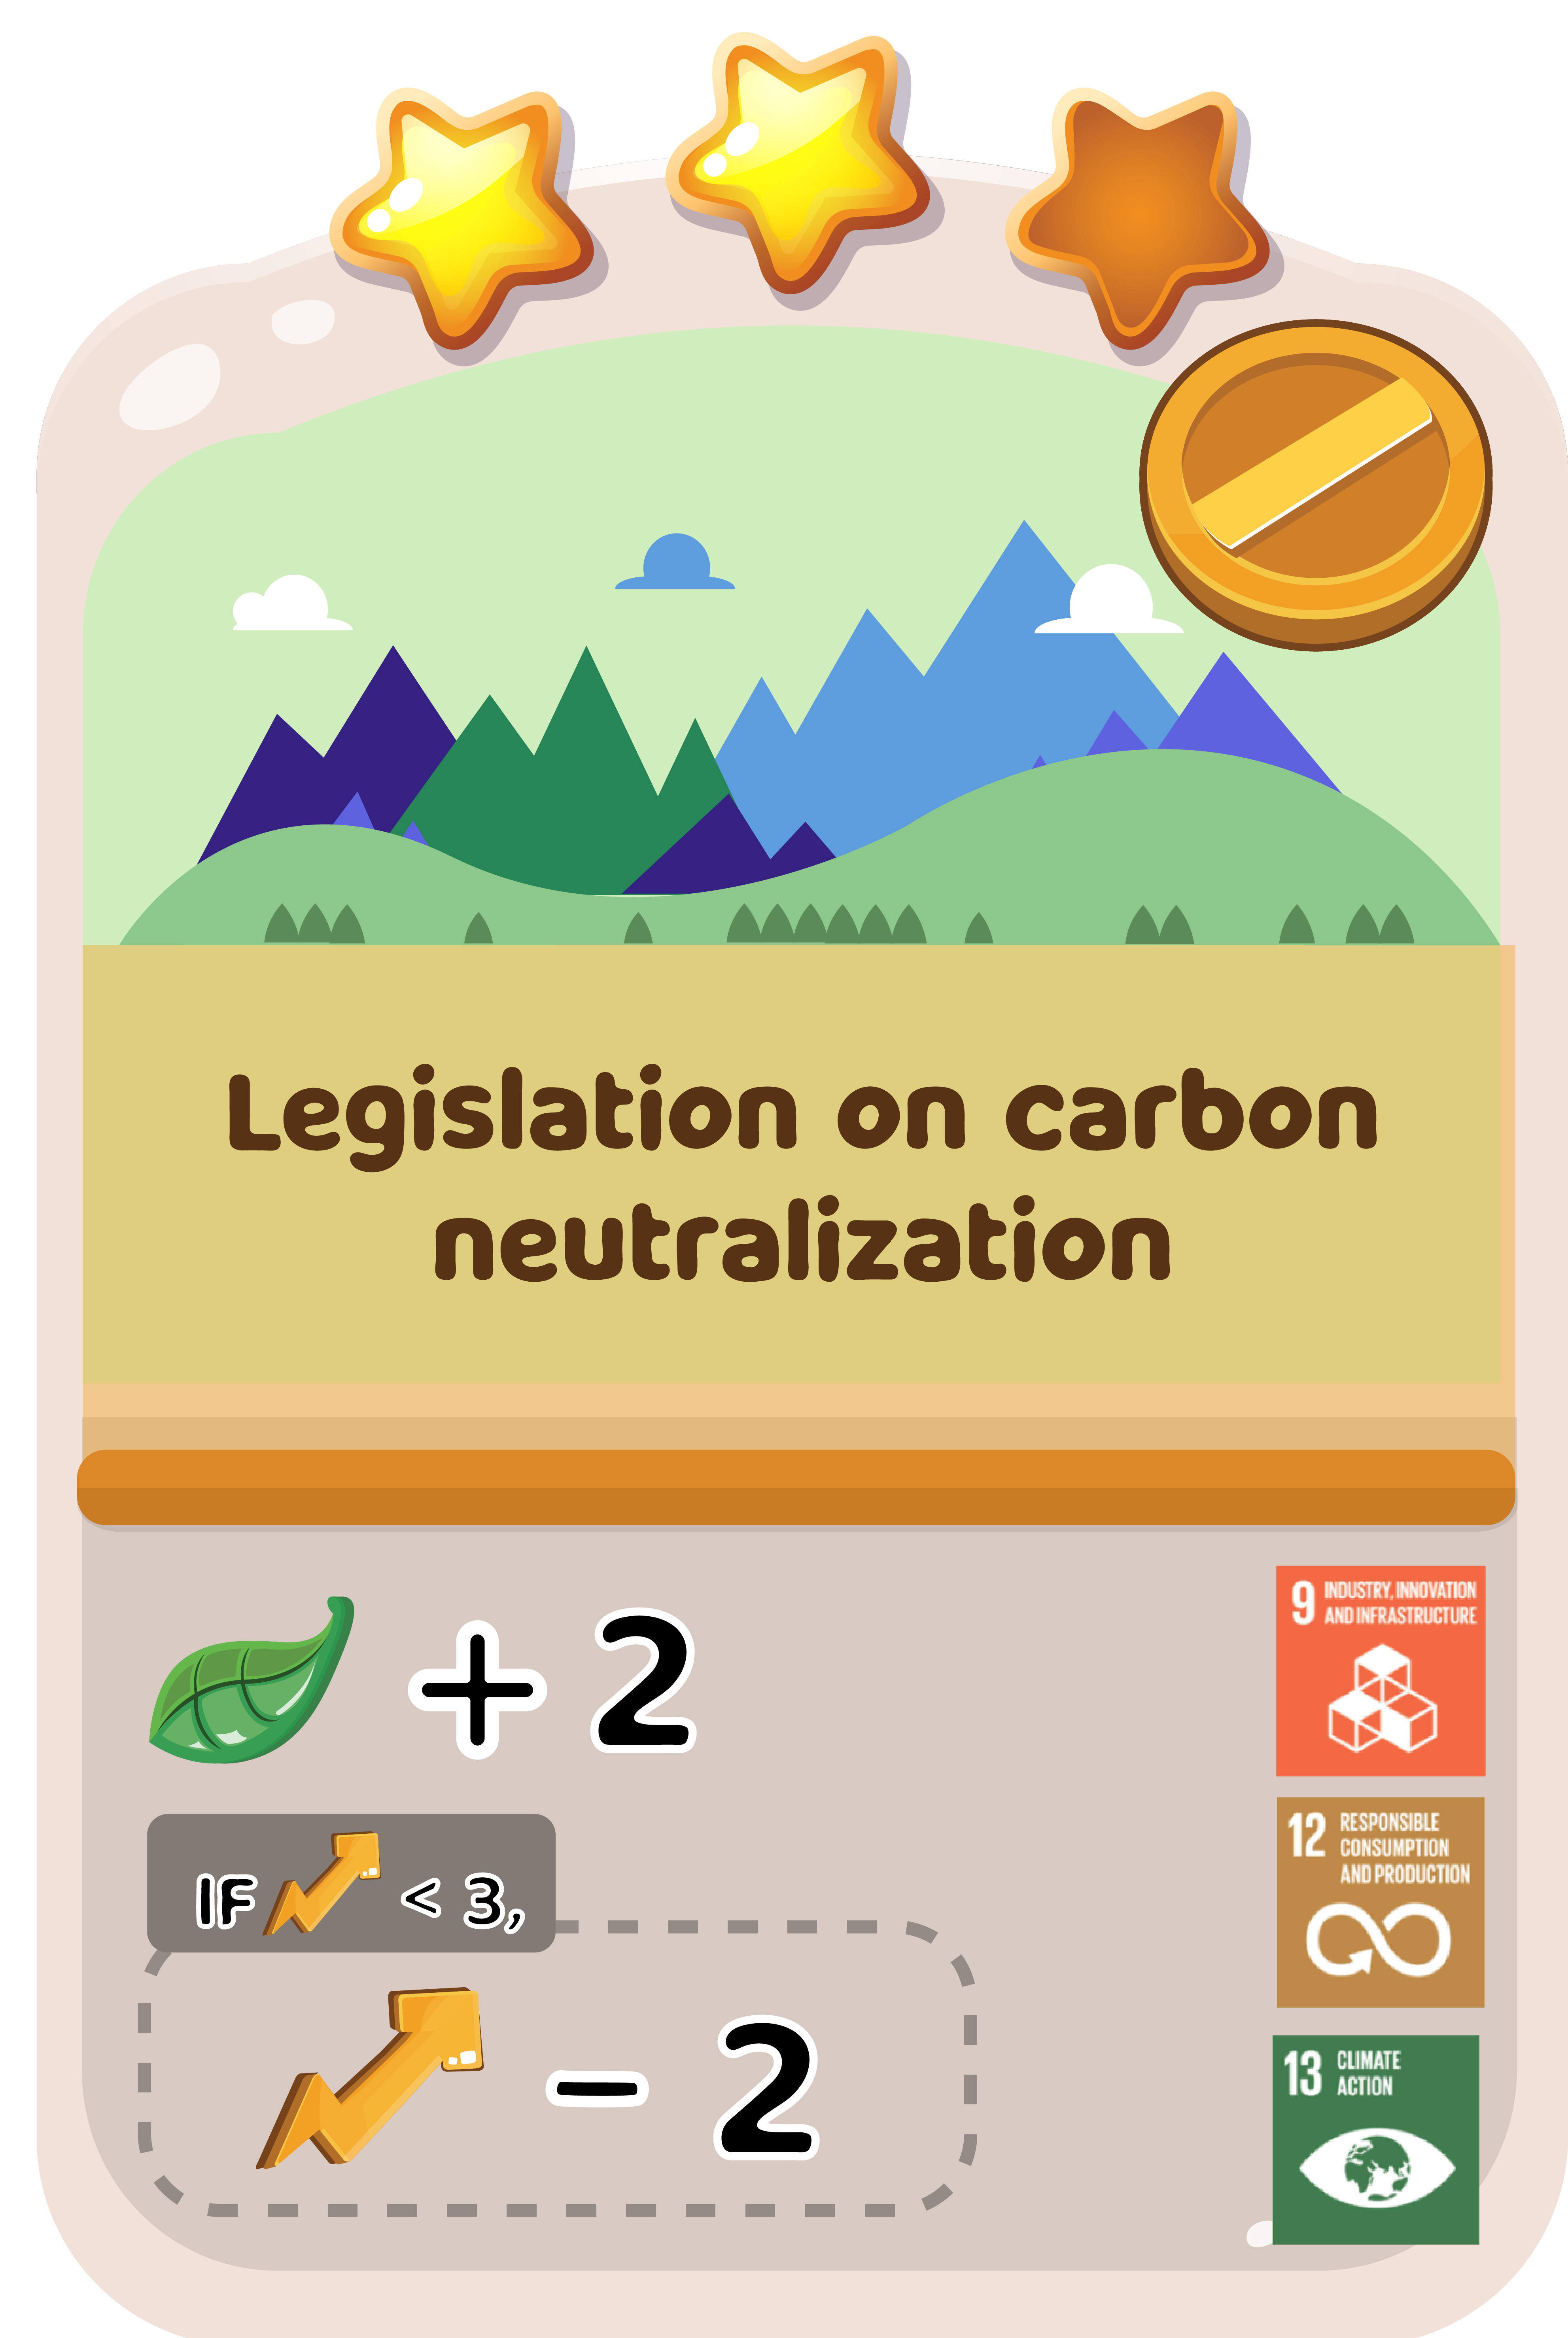 Legislation on carbon
neutralization
+ 2
IF < 3,
- 2
9 INDUSTRY, INNOVATION
AND INFRASTRUCTURE
12 RESPONSIBLE
CONSUMPTION
AND PRODUCTION
13 CLIMATE
ACTION